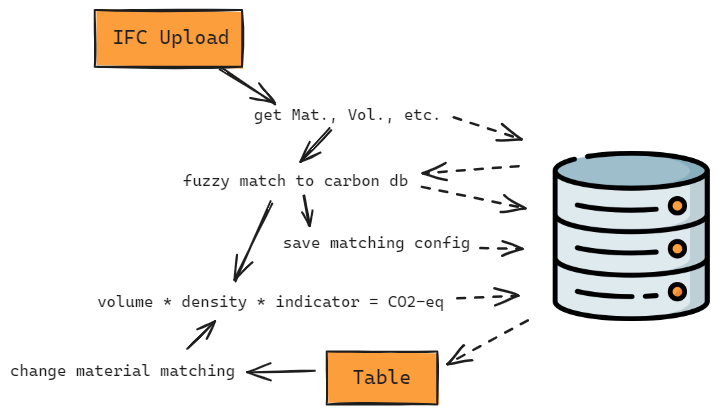 IFC Upload
get Mat., Vol., etc.
fuzzy match to carbon db
save matching config
volume * density * indicator = CO2-eq
change material matching
Table